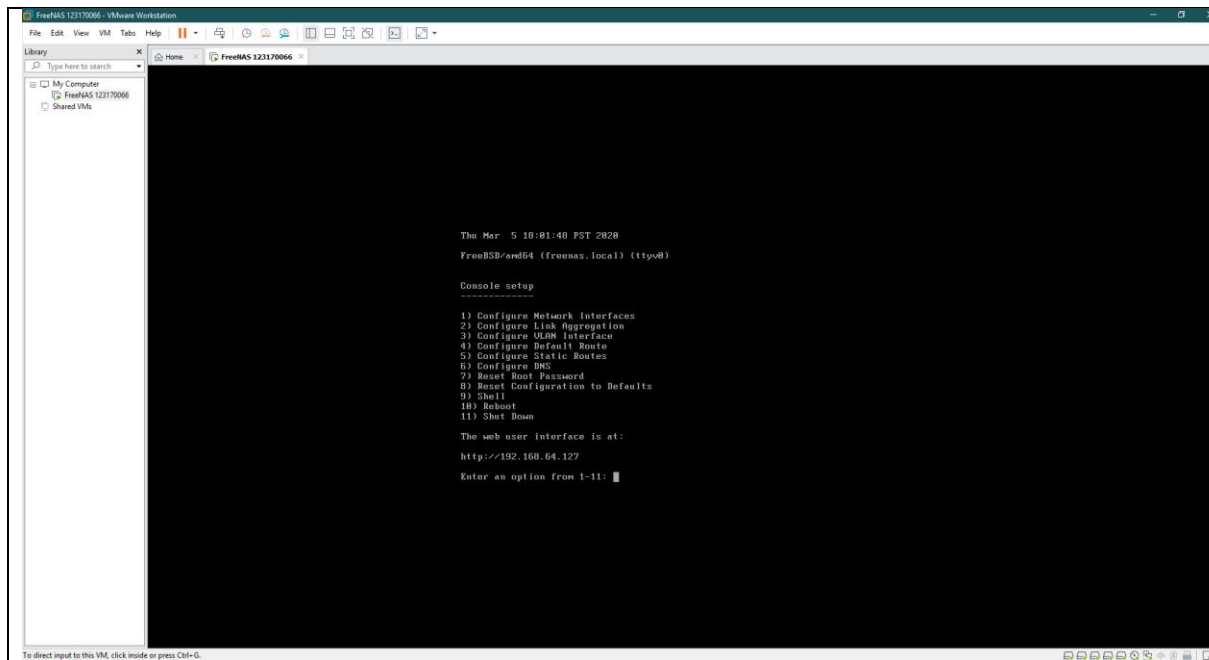 FreeNAS 123170066 - VMware Workstation
File Edit View VM Tabs Help
Library
Type here to search
My Computer
FreeNAS 123170066
Shared VMs
Home
FreeNAS 123170066
Thu Mar 5 18:01:48 PST 2020
FreeBSD/amd64 (freenas.local) (ttyv0)
Console setup
-------------
1) Configure Network Interfaces
2) Configure Link Aggregation
3) Configure VLAN Interface
4) Configure Default Route
5) Configure Static Routes
6) Configure DNS
7) Reset Root Password
8) Reset Configuration to Defaults
9) Shell
10) Reboot
11) Shut Down
The web user interface is at:
http://192.168.64.127
Enter an option from 1-11:
To direct input to this VM, click inside or press Ctrl+G.